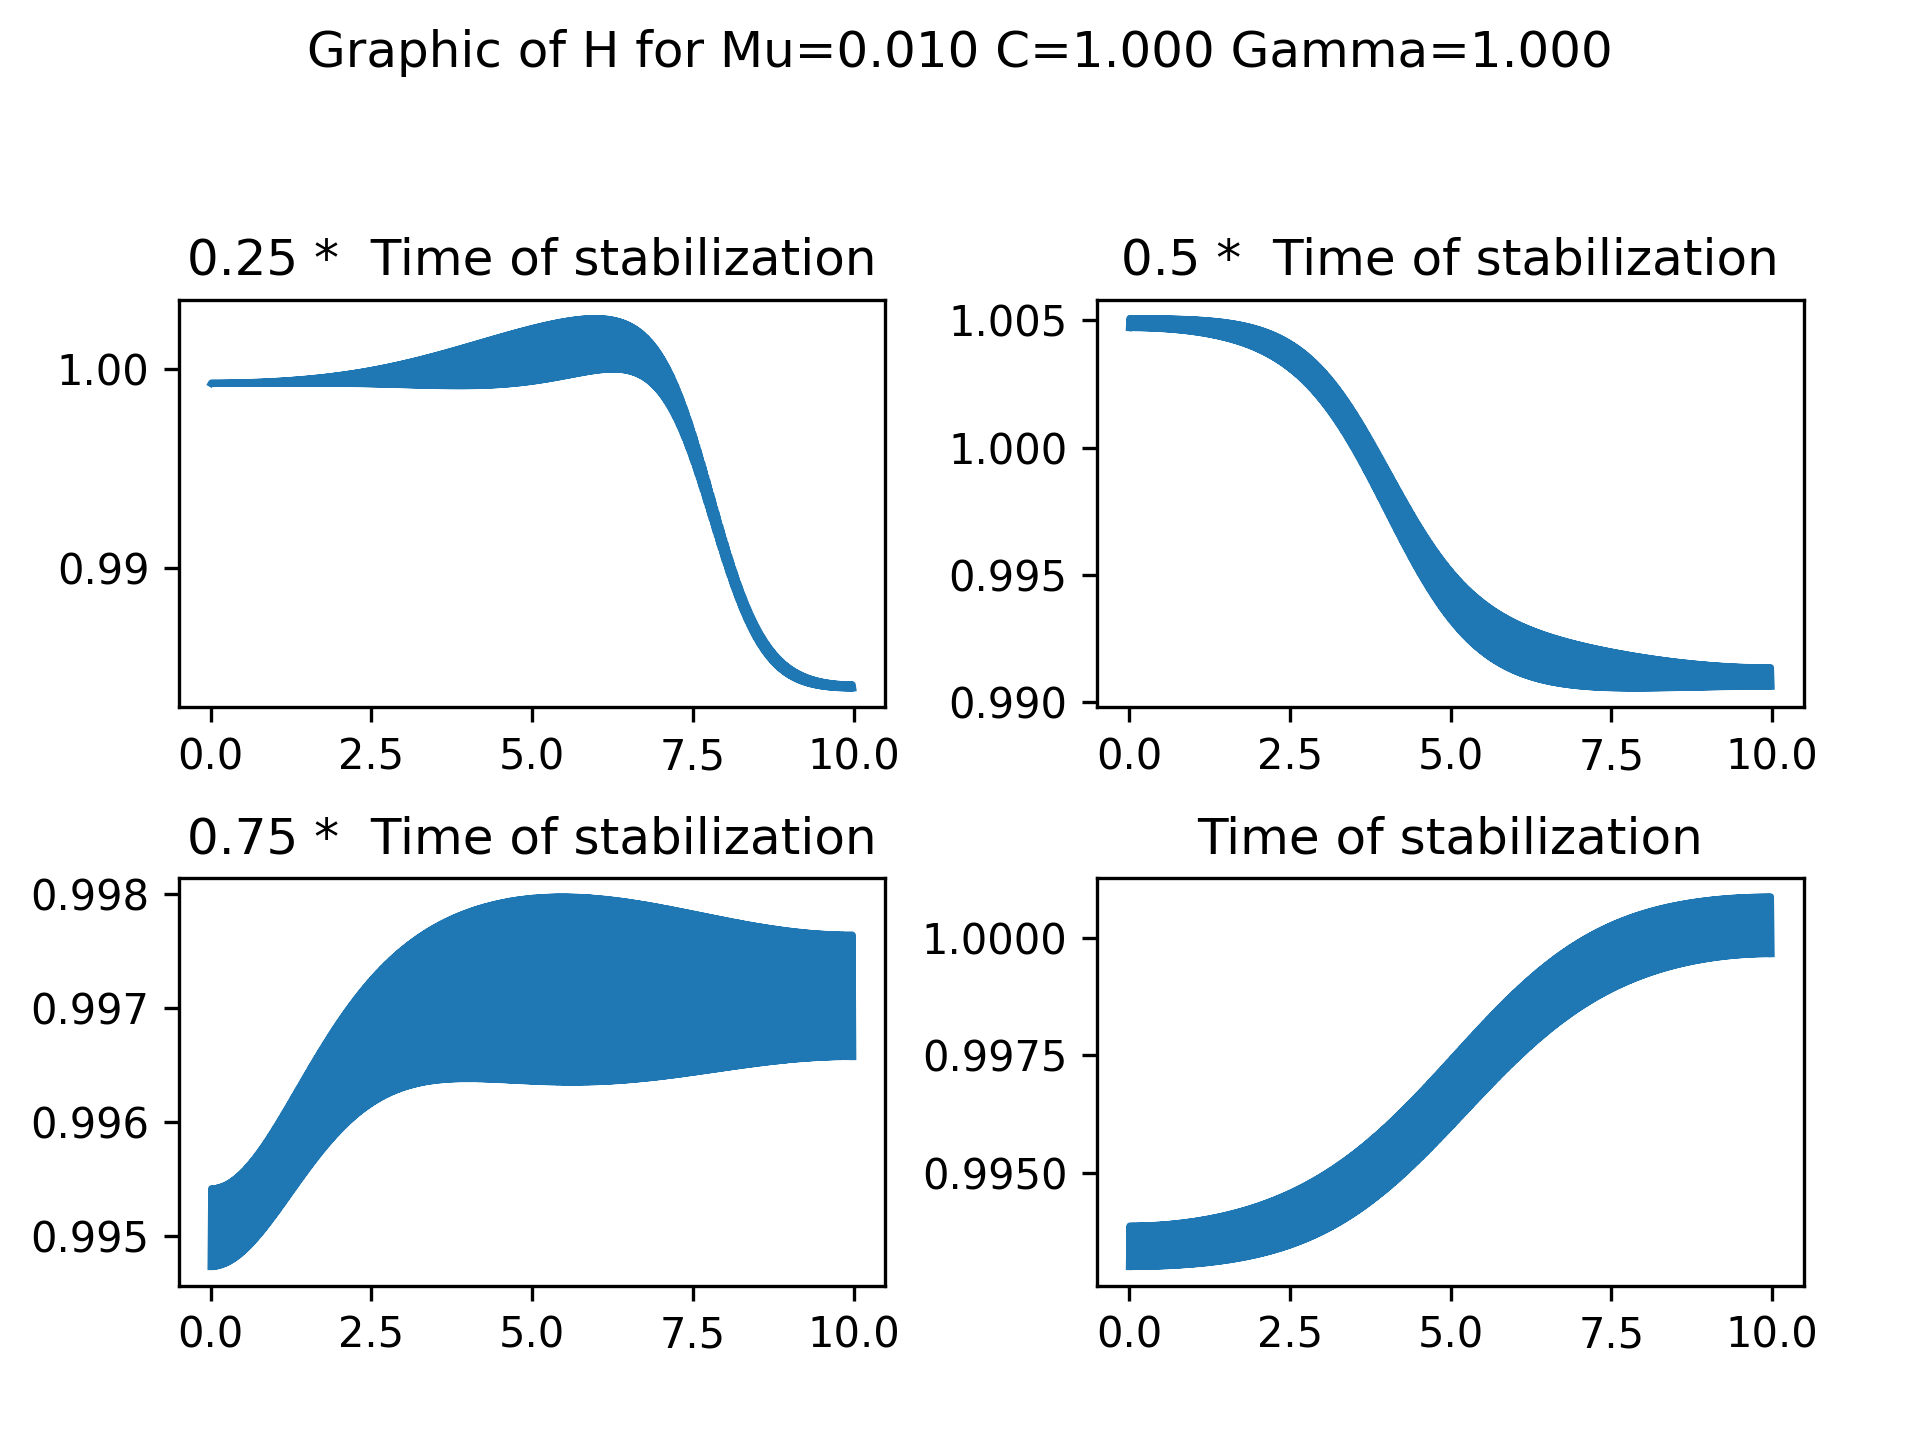 Graphic of H for Mu=0.010 C=1.000 Gamma=1.000
0.25 *  Time of stabilization
1.00
0.99
0.0 2.5 5.0 7.5 10.0
0.5 *  Time of stabilization
1.005
1.000
0.995
0.990
0.0 2.5 5.0 7.5 10.0
0.75 *  Time of stabilization
0.998
0.997
0.996
0.995
0.0 2.5 5.0 7.5 10.0
Time of stabilization
1.0000
0.9975
0.9950
0.0 2.5 5.0 7.5 10.0